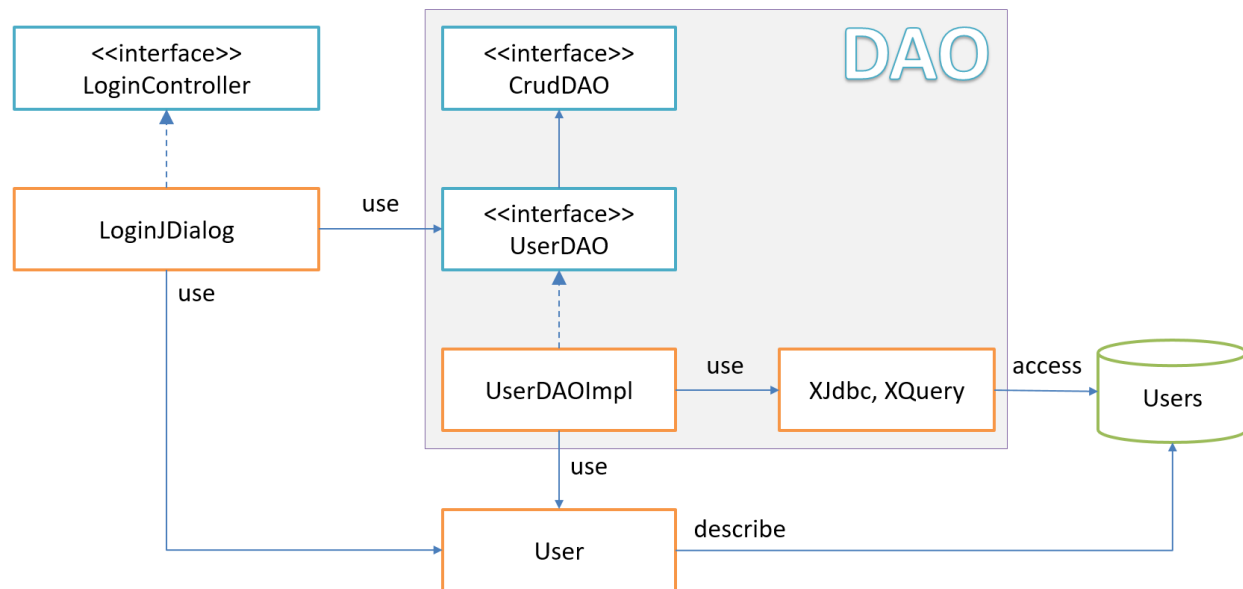 <<interface>>
LoginController
<<interface>>
CrudDAO
DAO
LoginJDialog
use
<<interface>>
UserDAO
use
UserDAOImpl
use
XJdbc, XQuery
access
Users
use
User
describe